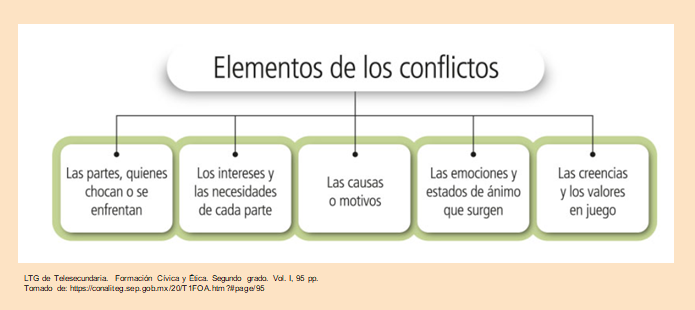 Elementos de los conflictos
Las partes, quienes
chocan o se
enfrentan
Los intereses y
las necesidades
de cada parte
Las causas
o motivos
Las emociones y
estados de ánimo
que surgen
Las creencias
y los valores
en juego
LTG de Telesecundaria. Formación Cívica y Ética. Segundo grado. Vol. I, 95 pp.
Tomado de: https://conaliteg.sep.gob.mx/20/T1FOA.htm?#page/95